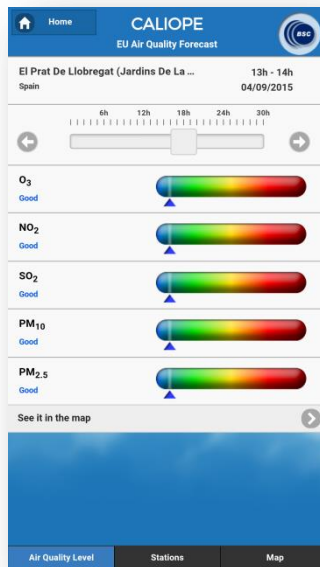 Home
CALIOPE
EU Air Quality Forecast
BSC
El Prat De Llobregat (Jardins De La ...
13h - 14h
Spain
04/09/2015
6h 12h 18h 24h 30h
O3
Good
NO2
Good
SO2
Good
PM10
Good
PM2.5
Good
See it in the map
Air Quality Level
Stations
Map